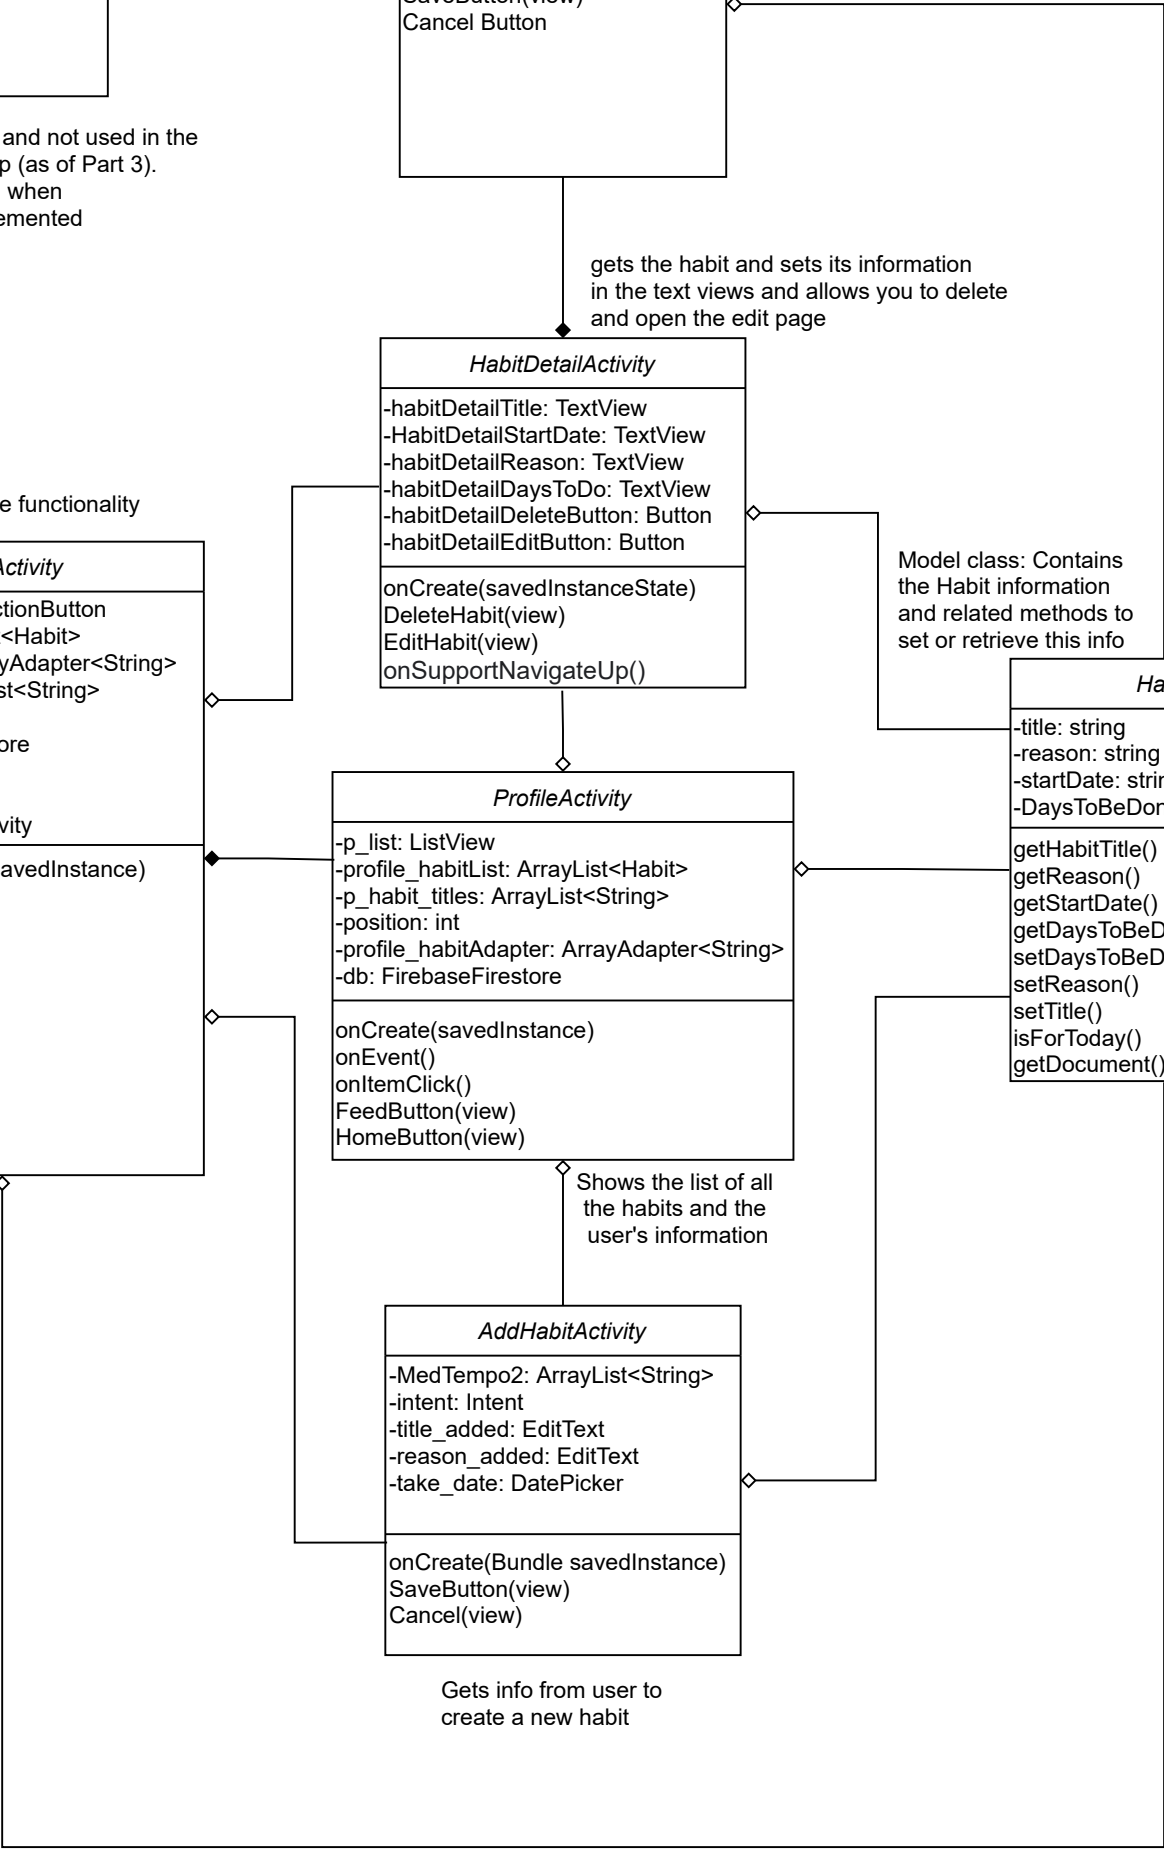 Cancel Button
and not used in the
(as of Part 3).
when
gets the habit and sets its information
in the text views and allows you to delete
and open the edit page
HabitDetailActivity
-habitDetailTitle: TextView
-HabitDetailStartDate: TextView
-habitDetailReason: TextView
-habitDetailDaysToDo: TextView
-habitDetailDeleteButton: Button
-habitDetailEditButton: Button
onCreate(savedInstanceState)
DeleteHabit(view)
EditHabit(view)
onSupportNavigateUp()
functionality
Activity
ctionButton
<Habit>
yAdapter<String>
st<String>
ore
vity
avedInstance)
Model class: Contains
the Habit information
and related methods to
set or retrieve this info
Ha
-title: string
-reason: string
-startDate: strin
-DaysToBeDon
getHabitTitle()
getReason()
getStartDate()
getDaysToBeD
setDaysToBeD
setReason()
setTitle()
isForToday()
getDocument()
ProfileActivity
-p_list: ListView
-profile_habitList: ArrayList<Habit>
-p_habit_titles: ArrayList<String>
-position: int
-profile_habitAdapter: ArrayAdapter<String>
-db: FirebaseFirestore
onCreate(savedInstance)
onEvent()
onItemClick()
FeedButton(view)
HomeButton(view)
Shows the list of all
the habits and the
user's information
AddHabitActivity
-MedTempo2: ArrayList<String>
-intent: Intent
-title_added: EditText
-reason_added: EditText
-take_date: DatePicker
onCreate(Bundle savedInstance)
SaveButton(view)
Cancel(view)
Gets info from user to
create a new habit